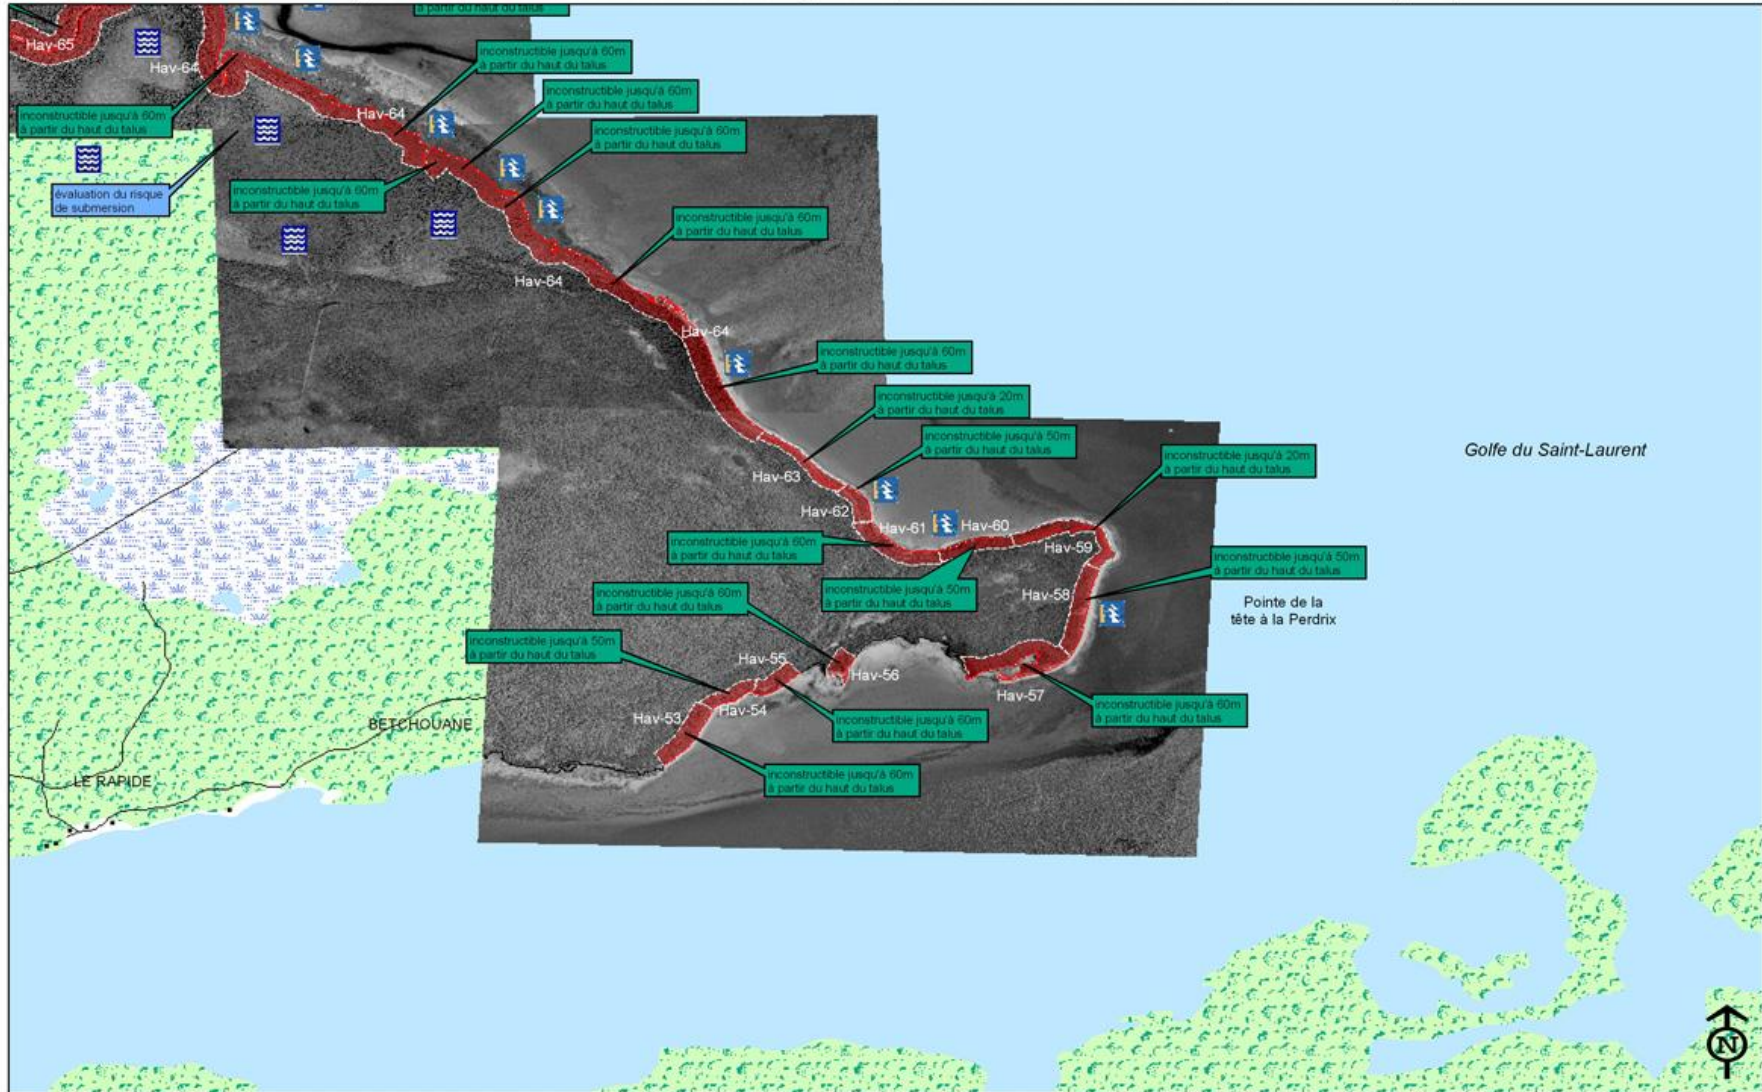 inconstructible jusqu'à 60m
à partir du haut du talus
Hav-65
Hav-64
inconstructible jusqu'à 60m
à partir du haut du talus
inconstructible jusqu'à 60m
à partir du haut du talus
inconstructible jusqu'à 60m
à partir du haut du talus
Hav-64
inconstructible jusqu'à 60m
à partir du haut du talus
évaluation du risque
de submersion
inconstructible jusqu'à 60m
à partir du haut du talus
inconstructible jusqu'à 60m
à partir du haut du talus
Hav-64
Hav-64
inconstructible jusqu'à 60m
à partir du haut du talus
inconstructible jusqu'à 20m
à partir du haut du talus
inconstructible jusqu'à 50m
à partir du haut du talus
Golfe du Saint-Laurent
inconstructible jusqu'à 20m
à partir du haut du talus
Hav-63
Hav-62
Hav-61
Hav-60
Hav-59
inconstructible jusqu'à 60m
à partir du haut du talus
inconstructible jusqu'à 50m
à partir du haut du talus
inconstructible jusqu'à 60m
à partir du haut du talus
inconstructible jusqu'à 50m
à partir du haut du talus
Hav-58
Pointe de la
tête à la Perdrix
inconstructible jusqu'à 50m
à partir du haut du talus
Hav-55
Hav-56
Hav-57
Hav-54
Hav-53
inconstructible jusqu'à 60m
à partir du haut du talus
inconstructible jusqu'à 60m
à partir du haut du talus
BETCHOUANE
LE RAPIDE
inconstructible jusqu'à 60m
à partir du haut du talus
N